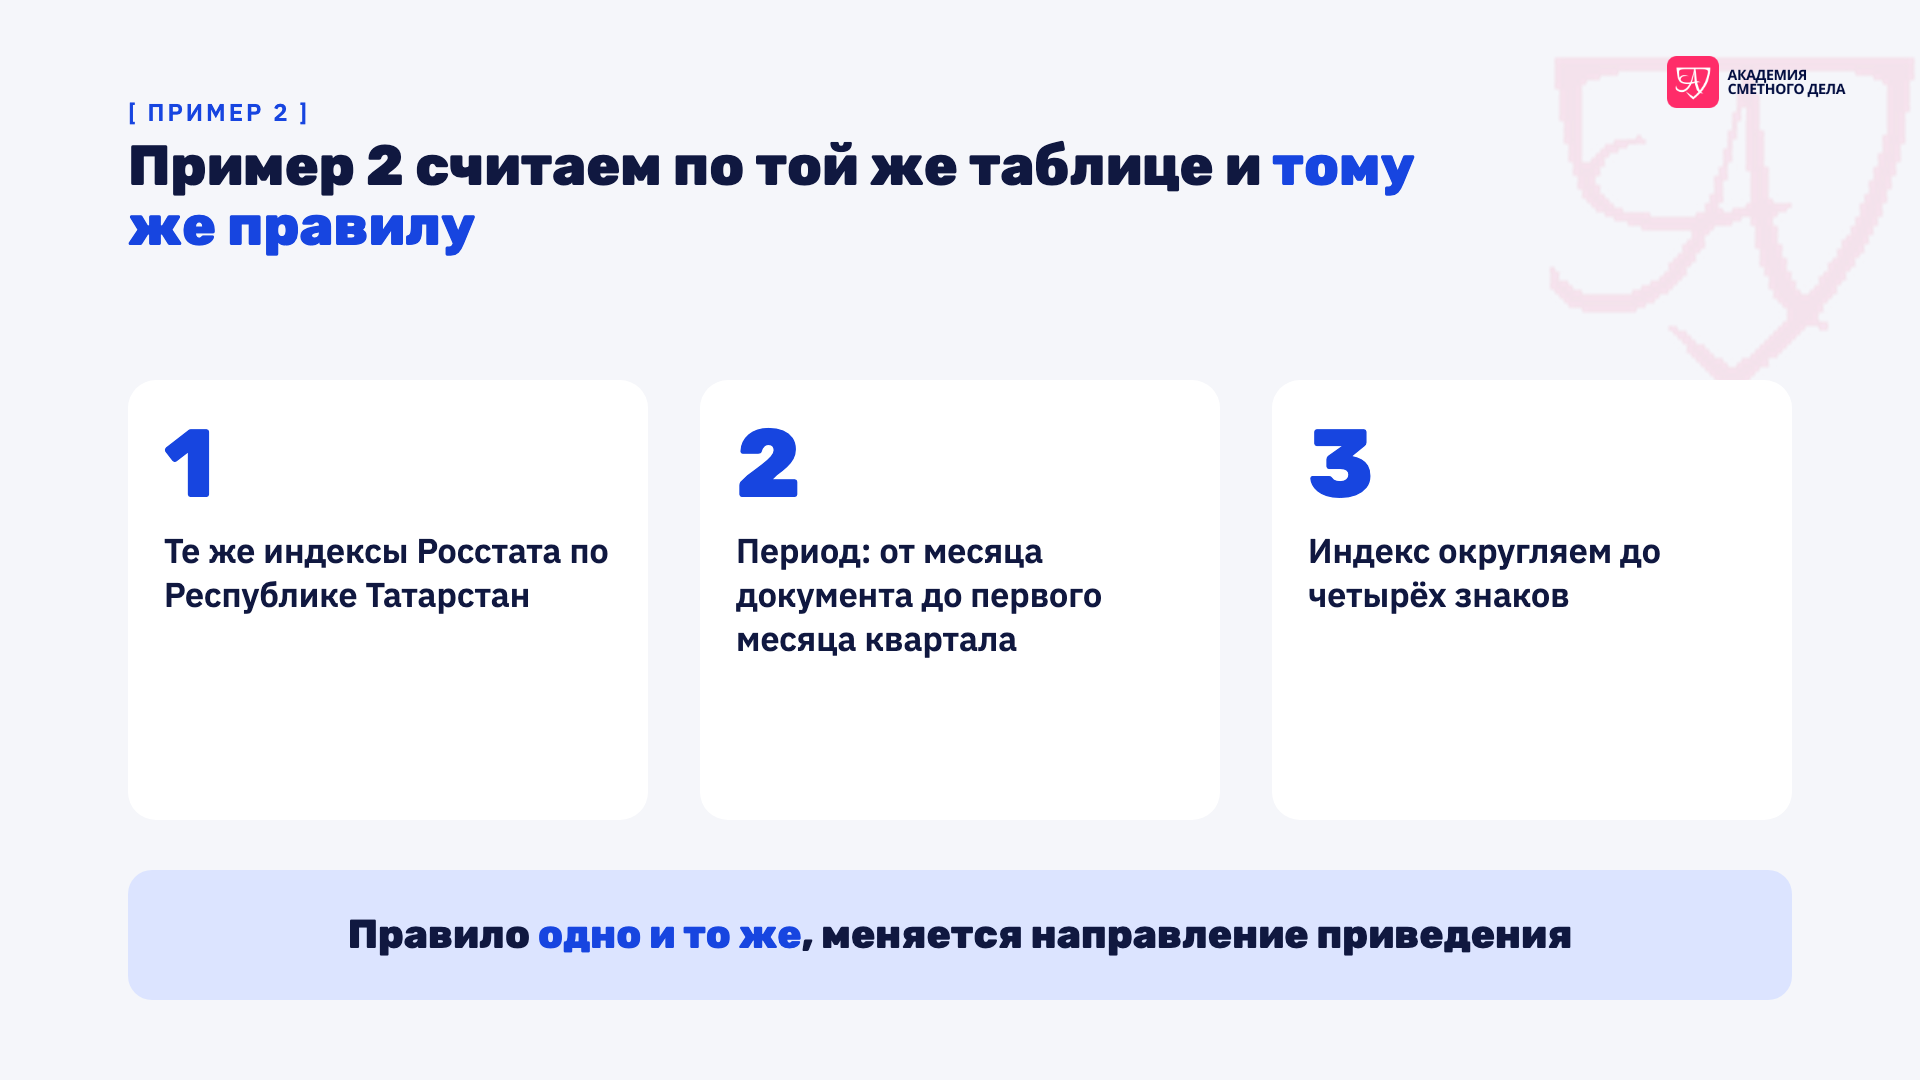 АКАДЕМИЯ
СМЕТНОГО ДЕЛА
[ ПРИМЕР 2 ]
Пример 2 считаем по той же таблице и тому
же правилу
1
Те же индексы Росстата по
Республике Татарстан
2
Период: от месяца
документа до первого
месяца квартала
3
Индекс округляем до
четырёх знаков
Правило одно и то же, меняется направление приведения